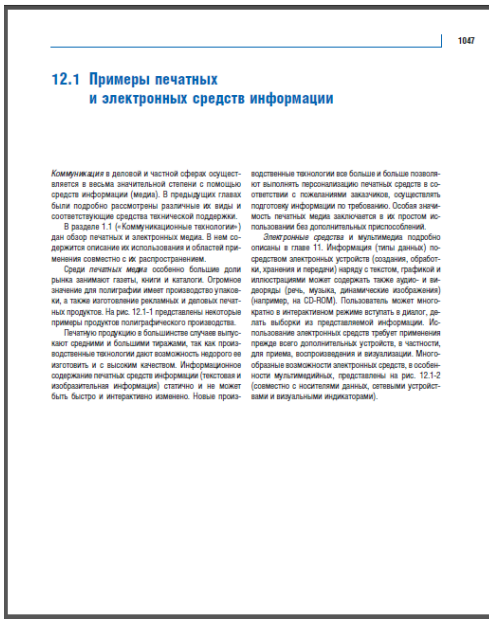 1047
12.1 Примеры печатных
и электронных средств информации
Коммуникации в деловой и частной сферах осущест-
вляется в весьма значительной степени с помощью
средств информации (медиа). В предыдущих главах
были подробно рассмотрены различные их виды и
соответствующие средства технической поддержки.
В разделе 1.1 («Коммуникационные технологии»)
дан обзор печатных и электронных медиа. В нем со-
держится описание их использования и областей при-
менения совместно с их распространением.
Среди печатных медиа особенно большие доли
рынка занимают газеты, книги и каталоги. Огромное
значение для полиграфии имеет производство упаков-
ки, а также изготовление рекламных и деловых печат-
ных продуктов. На рис. 12.1-1 представлены некоторые
примеры продуктов полиграфического производства.
Печатную продукцию в большинстве случаев выпус-
кают средними и большими тиражами, так как произ-
водственные технологии дают возможность недорого ее
изготовить и с высоким качеством. Информационное
содержание печатных средств информации (текстовая и
изобразительная информация) статично и не может
быть быстро и интерактивно изменено. Новые произ-
водственные технологии все больше и больше позволя-
ют выполнять персонализацию печатных средств в со-
ответствии с пожеланиями заказчиков, осуществлять
подготовку информации по требованию. Особая значи-
мость печатных медиа заключается в их простом ис-
пользовании без дополнительных приспособлений.
Электронные средства и мультимедиа подробно
описаны в главе 11. Информация (типы данных) по-
средством электронных устройств (создания, обработ-
ки, хранения и передачи) наряду с текстом, графикой и
иллюстрациями может содержать также аудио- и ви-
деоряды (речь, музыка, динамические изображения)
(например, на CD-ROM). Пользователь может много-
кратно в интерактивном режиме вступать в диалог, де-
лать выборки из представляемой информации. Ис-
пользование электронных средств требует применения
прежде всего дополнительных устройств, в частности,
для приема, воспроизведения и визуализации. Много-
образные возможности электронных средств, в особен-
ности мультимедийных, представлены на рис. 12.1-2
(совместно с носителями данных, сетевыми устройст-
вами и визуальными индикаторами).